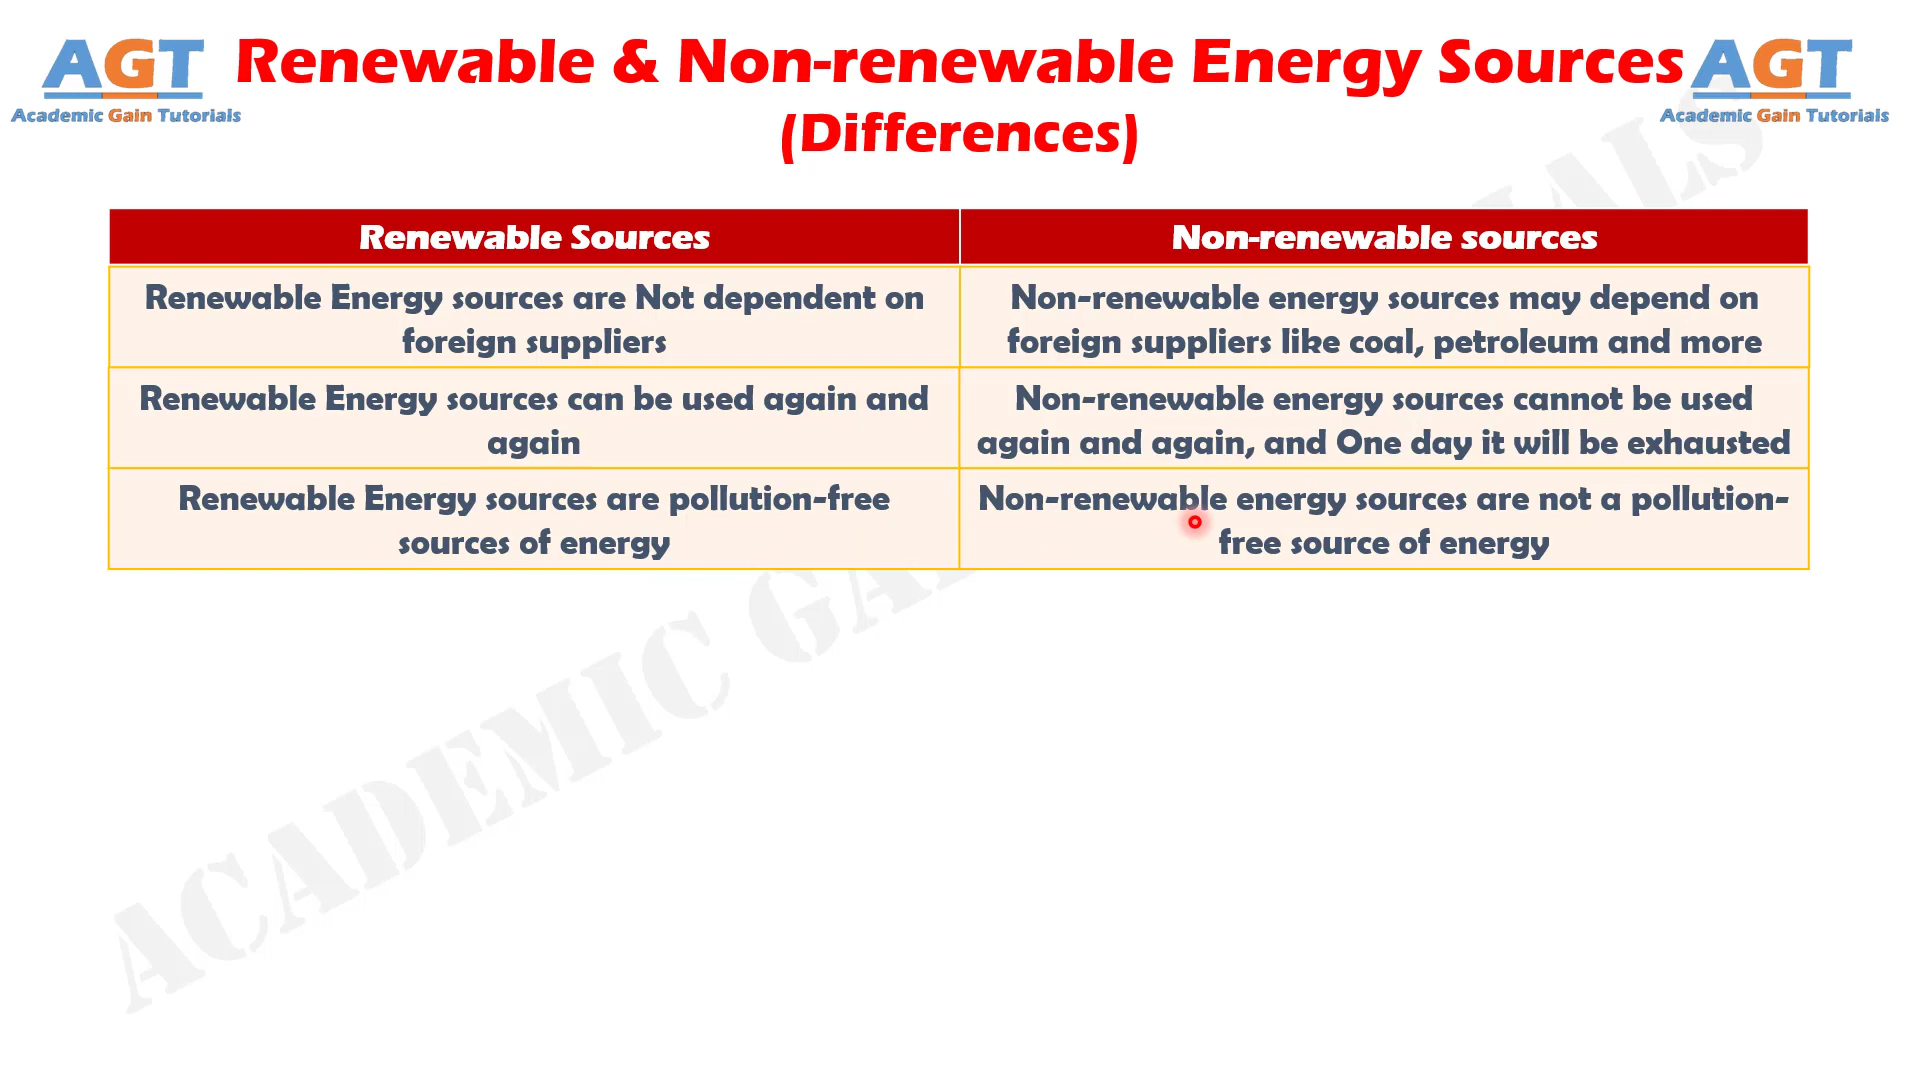 AGT
Academic Gain Tutorials
Renewable & Non-renewable Energy Sources
(Differences)
AGT
Academic Gain Tutorials
Renewable Sources
Non-renewable sources
Renewable Energy sources are Not dependent on
foreign suppliers
Non-renewable energy sources may depend on
foreign suppliers like coal, petroleum and more
Renewable Energy sources can be used again and
again
Non-renewable energy sources cannot be used
again and again, and One day it will be exhausted
Renewable Energy sources are pollution-free
sources of energy
Non-renewable energy sources are not a pollution-
free source of energy
ACADEMIC